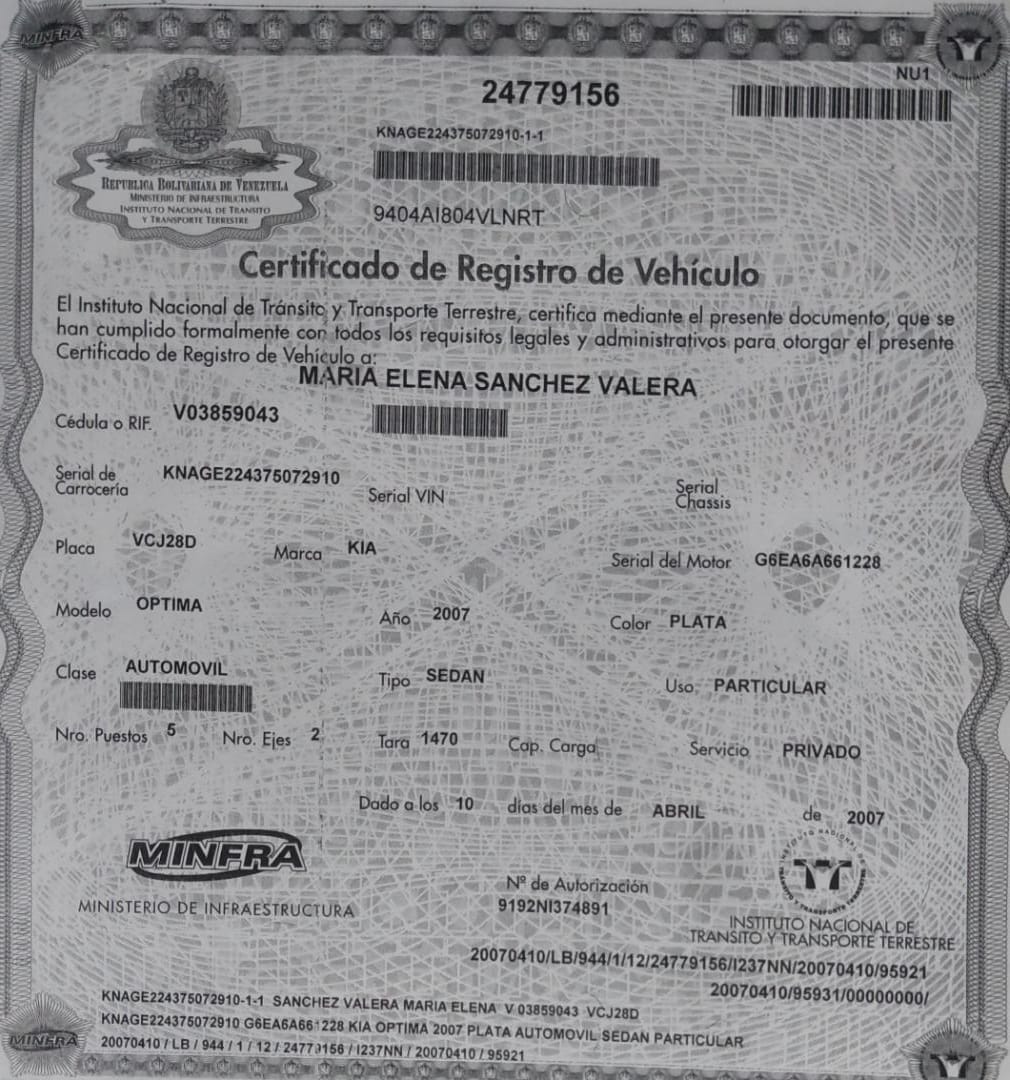 MINFRA
NU1
24779156
KNAGE224375072910-1-1
REPUBLICA BOLIVARIANA DE VENEZUELA
MINISTERIO DE INFRAESTRUCTURA
INSTITUTO NACIONAL DE TRANSITO
Y TRANSPORTE TERRESTRE
9404AI804VLNRT
Certificado de Registro de Vehículo
El Instituto Nacional de Tránsito y Transporte Terrestre, certifica mediante el presente documento, que se
han cumplido formalmente con todos los requisitos legales y administrativos para otorgar el presente
Certificado de Registro de Vehículo a:
MARIA ELENA SANCHEZ VALERA
Cédula o RIF. V03859043
Serial de Carrocería KNAGE224375072910 Serial VIN Serial Chassis
Placa VCJ28D Marca KIA Serial del Motor G6EA6A661228
Modelo OPTIMA Año 2007 Color PLATA
Clase AUTOMOVIL Tipo SEDAN Uso PARTICULAR
Nro. Puestos 5 Nro. Ejes 2 Tara 1470 Cap. Carga Servicio PRIVADO
Dado a los 10 días del mes de ABRIL de 2007
MINFRA
MINISTERIO DE INFRAESTRUCTURA
Nº de Autorización
9192NI374891
INSTITUTO NACIONAL DE
TRANSITO Y TRANSPORTE TERRESTRE
20070410/LB/944/1/12/24779156/I237NN/20070410/95921
20070410/95931/00000000/
KNAGE224375072910-1-1 SANCHEZ VALERA MARIA ELENA V 03859043 VCJ28D
KNAGE224375072910 G6EA6A661228 KIA OPTIMA 2007 PLATA AUTOMOVIL SEDAN PARTICULAR
20070410 / LB / 944 / 1 / 12 / 24779156 / I237NN / 20070410 / 95921
MINFRA